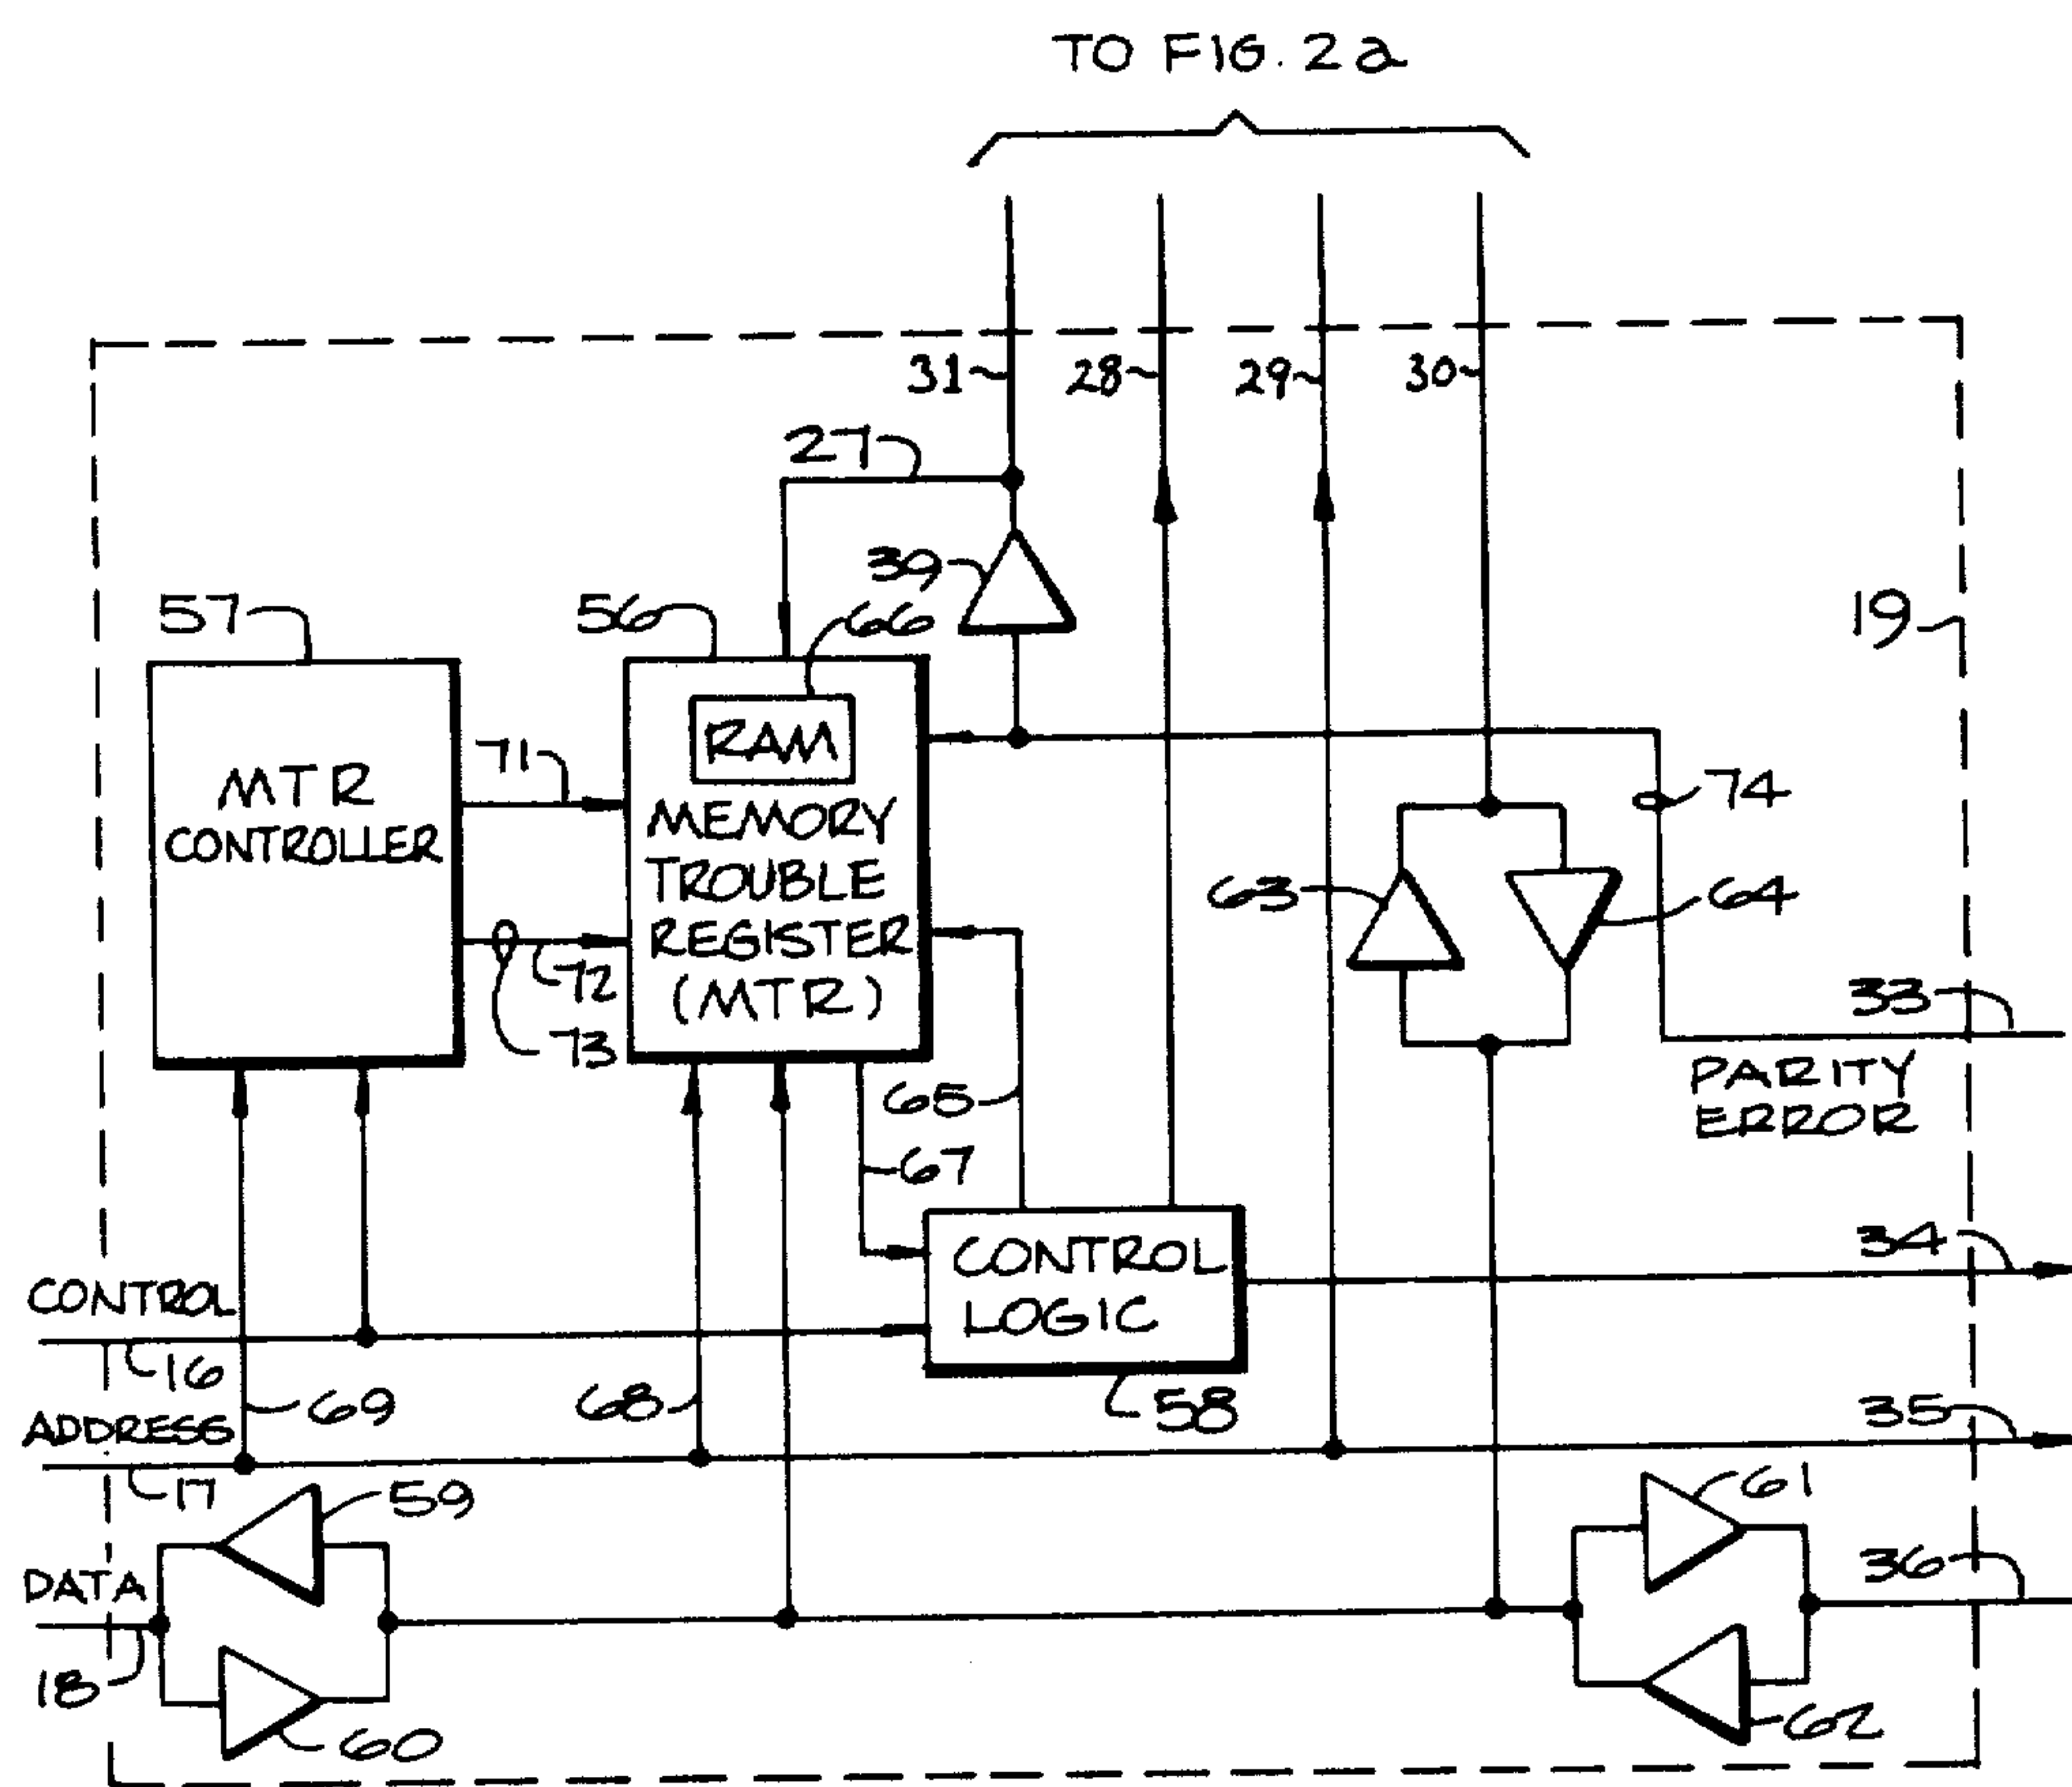 TO FIG. 2a
31
28
29
30
27
39
19
57
56
66
RAM
71
MTR
CONTROLLER
MEMORY
TROUBLE
REGISTER
(MTR)
74
63
64
72
73
33
PARITY
ERROR
65
67
34
CONTROL
LOGIC
CONTROL
16
69
68
58
35
ADDRESS
17
59
61
DATA
36
18
60
62